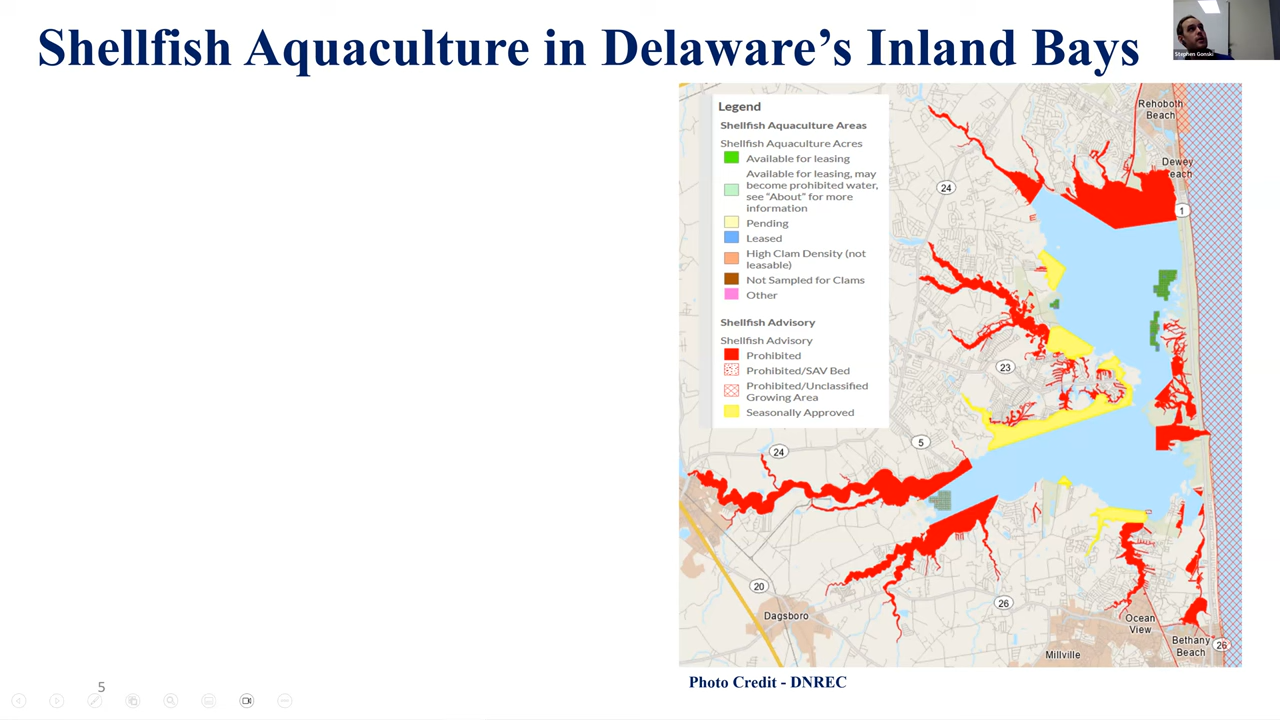 Shellfish Aquaculture in Delaware's Inland Bays
Stephen Gonski
Legend
Shellfish Aquaculture Areas
Shellfish Aquaculture Acres
Available for leasing
Available for leasing, may
become prohibited water,
see "About" for more
information
Pending
Leased
High Clam Density (not
leasable)
Not Sampled for Clams
Other
Shellfish Advisory
Shellfish Advisory
Prohibited
Prohibited/SAV Bed
Prohibited/Unclassified
Growing Area
Seasonally Approved
Rehoboth
Beach
Dewey
Beach
24
1
23
5
24
20
26
Dagsboro
Ocean
View
Bethany
Beach
26
Millville
Photo Credit - DNREC
5